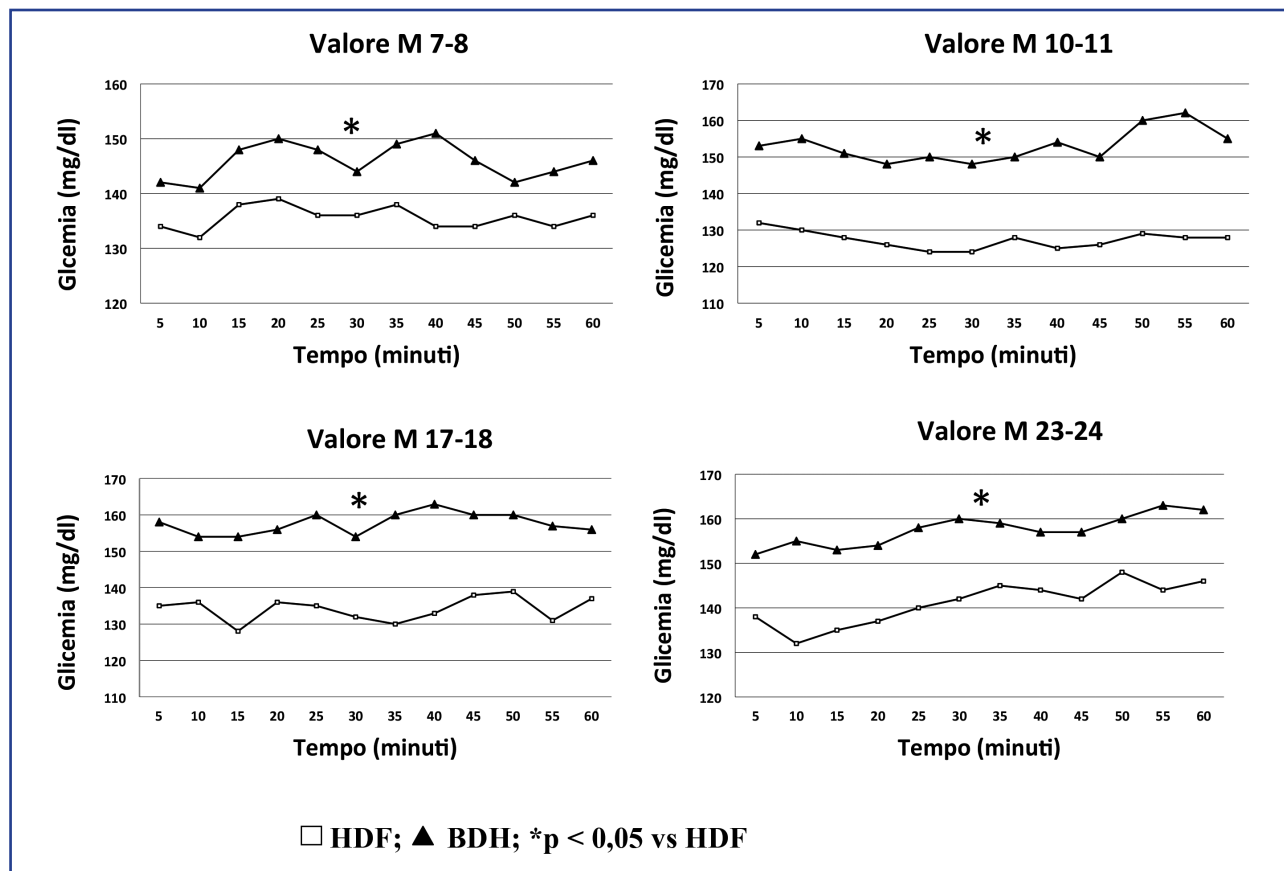 Valore M 7-8
Glcemia (mg/dl)
160
150
140
130
120
5 10 15 20 25 30 35 40 45 50 55 60
Tempo (minuti)
*
Valore M 10-11
Glicemia (mg/dl)
170
160
150
140
130
120
110
5 10 15 20 25 30 35 40 45 50 55 60
Tempo (minuti)
*
Valore M 17-18
Glicemia (mg/dl)
170
160
150
140
130
120
110
5 10 15 20 25 30 35 40 45 50 55 60
Tempo (minuti)
*
Valore M 23-24
Glicemia (mg/dl)
170
160
150
140
130
120
5 10 15 20 25 30 35 40 45 50 55 60
Tempo (minuti)
*
□ HDF; ▲ BDH; *p < 0,05 vs HDF